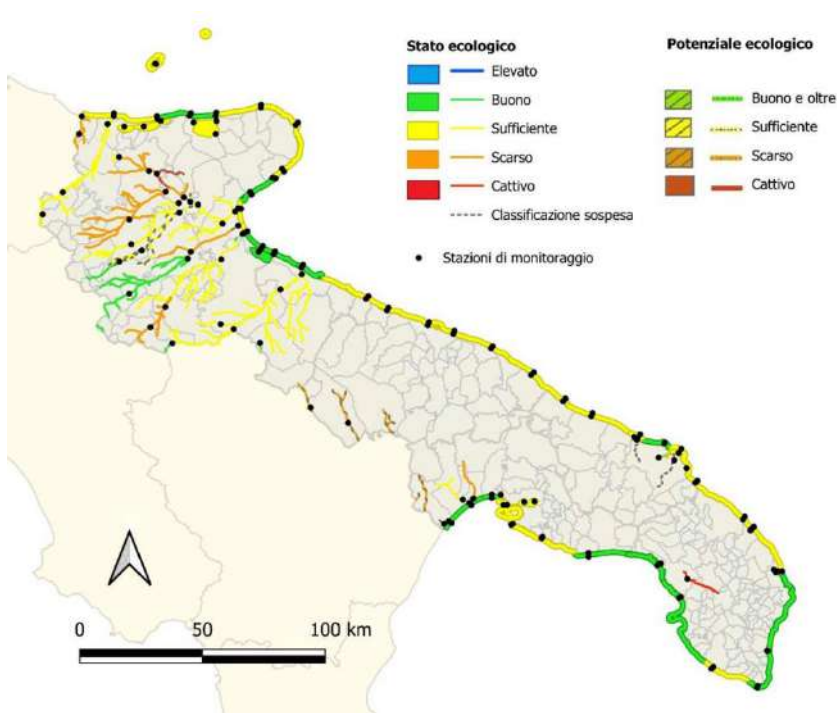 Stato ecologico
Elevato
Buono
Sufficiente
Scarso
Cattivo
Classificazione sospesa
Stazioni di monitoraggio
Potenziale ecologico
Buono e oltre
Sufficiente
Scarso
Cattivo
0 50 100 km